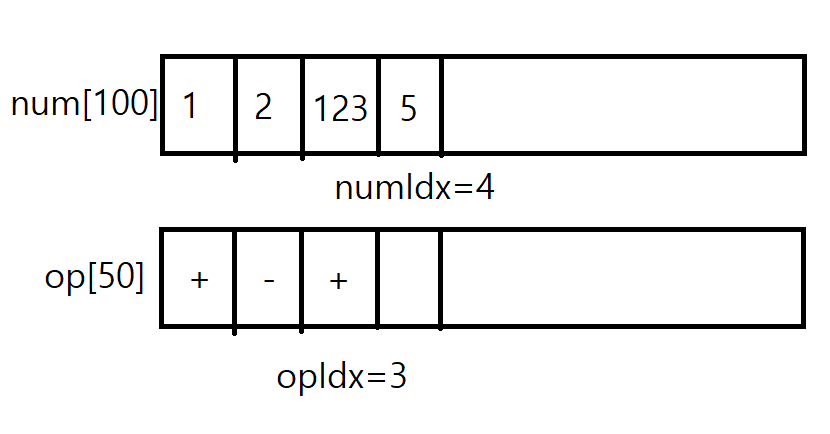 num[100] 1 2 123 5
numIdx=4
op[50] + - +
opIdx=3